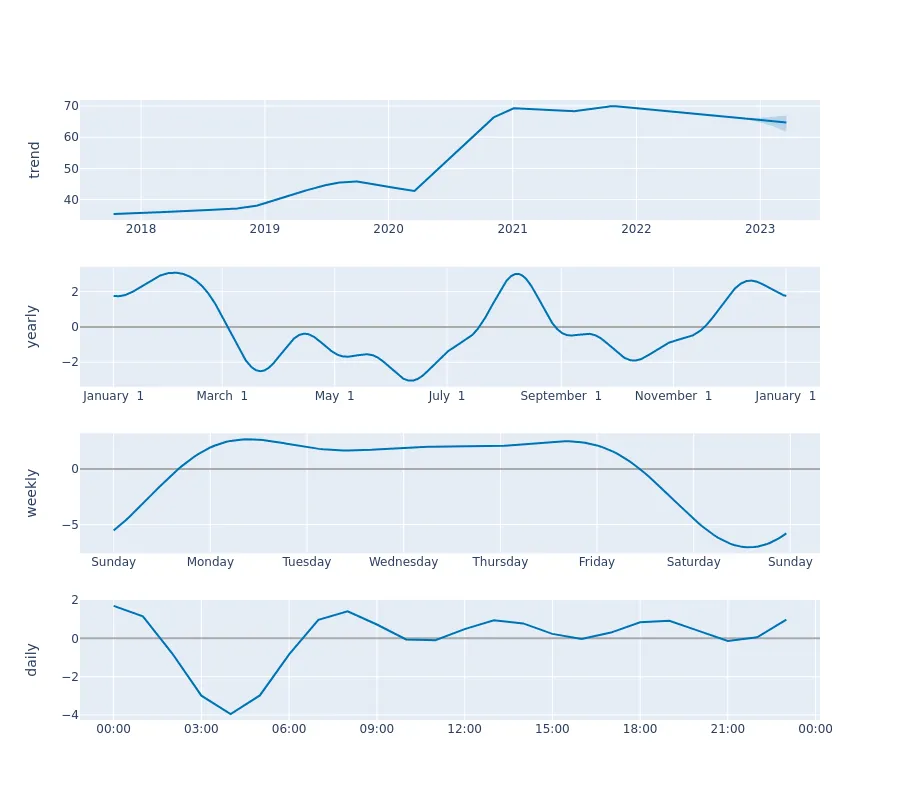 trend
70
60
50
40
2018 2019 2020 2021 2022 2023
yearly
2
0
−2
January 1 March 1 May 1 July 1 September 1 November 1 January 1
weekly
0
−5
Sunday Monday Tuesday Wednesday Thursday Friday Saturday Sunday
daily
2
0
−2
−4
00:00 03:00 06:00 09:00 12:00 15:00 18:00 21:00 00:00